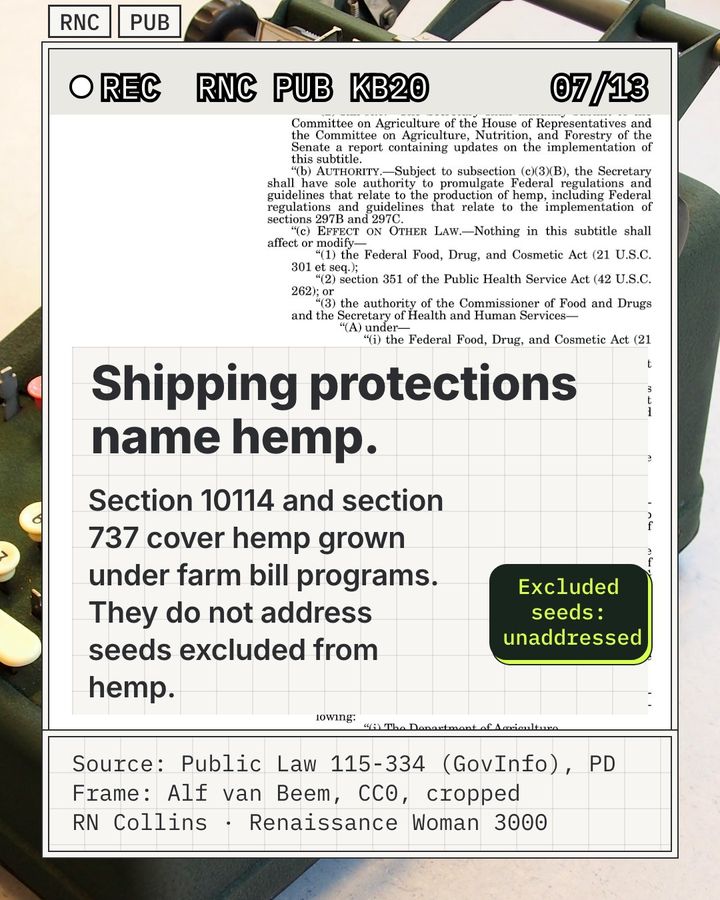 RNC PUB
REC RNC PUB KB20 07/13
Committee on Agriculture of the House of Representatives and
the Committee on Agriculture, Nutrition, and Forestry of the
Senate a report containing updates on the implementation of
this subtitle.
“(b) AUTHORITY.—Subject to subsection (c)(3)(B), the Secretary
shall have sole authority to promulgate Federal regulations and
guidelines that relate to the production of hemp, including Federal
regulations and guidelines that relate to the implementation of
sections 297B and 297C.
“(c) EFFECT ON OTHER LAW.—Nothing in this subtitle shall
affect or modify—
“(1) the Federal Food, Drug, and Cosmetic Act (21 U.S.C.
301 et seq.);
“(2) section 351 of the Public Health Service Act (42 U.S.C.
262); or
“(3) the authority of the Commissioner of Food and Drugs
and the Secretary of Health and Human Services—
“(A) under—
“(i) the Federal Food, Drug, and Cosmetic Act (21
Shipping protections
name hemp.
Section 10114 and section
737 cover hemp grown
under farm bill programs.
They do not address
seeds excluded from
hemp.
Excluded
seeds:
unaddressed
lowing:
“(i) The Department of Agriculture
Source: Public Law 115-334 (GovInfo), PD
Frame: Alf van Beem, CC0, cropped
RN Collins · Renaissance Woman 3000